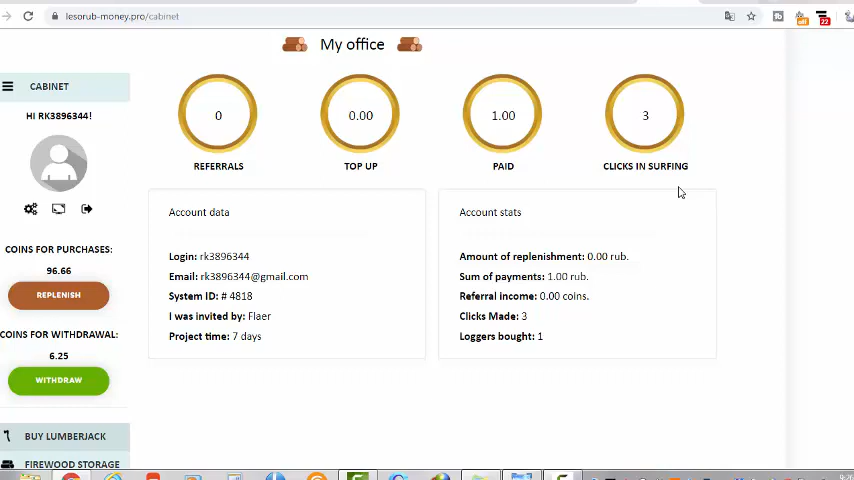 lesorub-money.pro/cabinet
off
22
My office
CABINET
HI RK3896344!
0
0.00
1.00
3
REFERRALS
TOP UP
PAID
CLICKS IN SURFING
COINS FOR PURCHASES:
96.66
REPLENISH
COINS FOR WITHDRAWAL:
6.25
WITHDRAW
BUY LUMBERJACK
FIREWOOD STORAGE
Account data
Login: rk3896344
Email: rk3896344@gmail.com
System ID: # 4818
I was invited by: Flaer
Project time: 7 days
Account stats
Amount of replenishment: 0.00 rub.
Sum of payments: 1.00 rub.
Referral income: 0.00 coins.
Clicks Made: 3
Loggers bought: 1